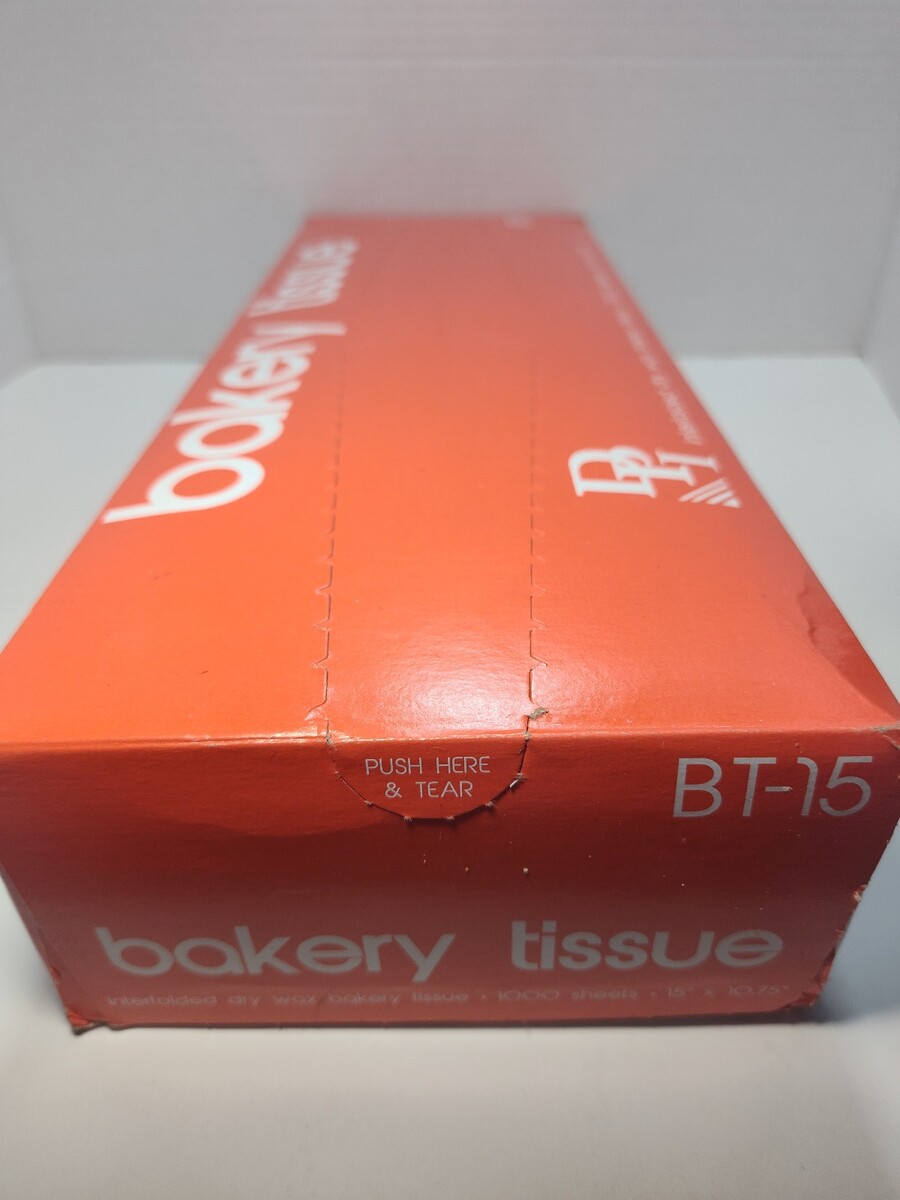 bakery tissue
BPI
PUSH HERE
& TEAR
BT-15
bakery tissue
interfolded dry wax bakery tissue • 1000 sheets • 15" x 10.75"